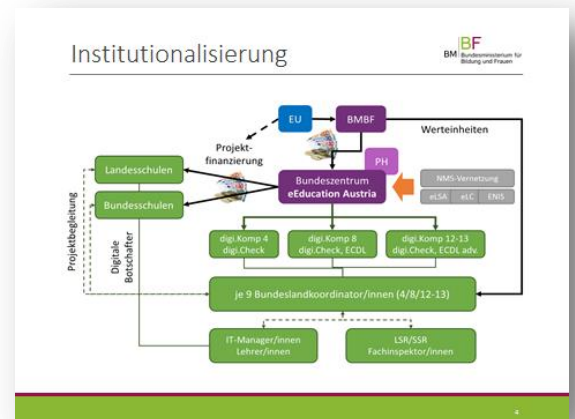 Institutionalisierung
BM BF Bundesministerium für
Bildung und Frauen
EU
BMBF
Projekt-
finanzierung
Werteinheiten
PH
Landesschulen
Bundeszentrum
eEducation Austria
NMS-Vernetzung
eLSA eLC ENIS
Bundesschulen
Projektbegleitung
Digitale
Botschafter
digi.Komp 4
digi.Check
digi.Komp 8
digi.Check, ECDL
digi.Komp 12-13
digi.Check, ECDL adv.
je 9 Bundeslandkoordinator/innen (4/8/12-13)
IT-Manager/innen
Lehrer/innen
LSR/SSR
Fachinspektor/innen
4